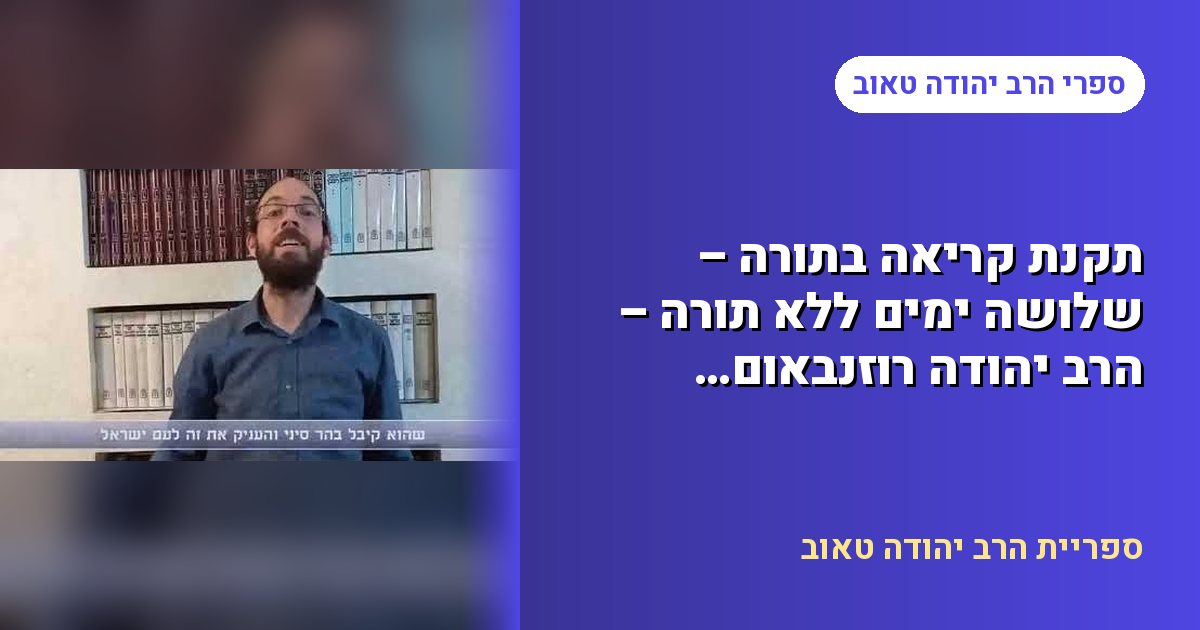 ספרי הרב יהודה טאוב
תקנת קריאה בתורה –
שלושה ימים ללא תורה –
הרב יהודה רוזנבאום...
שהוא קיבל בהר סיני והעניק את זה לעם ישראל
ספריית הרב יהודה טאוב